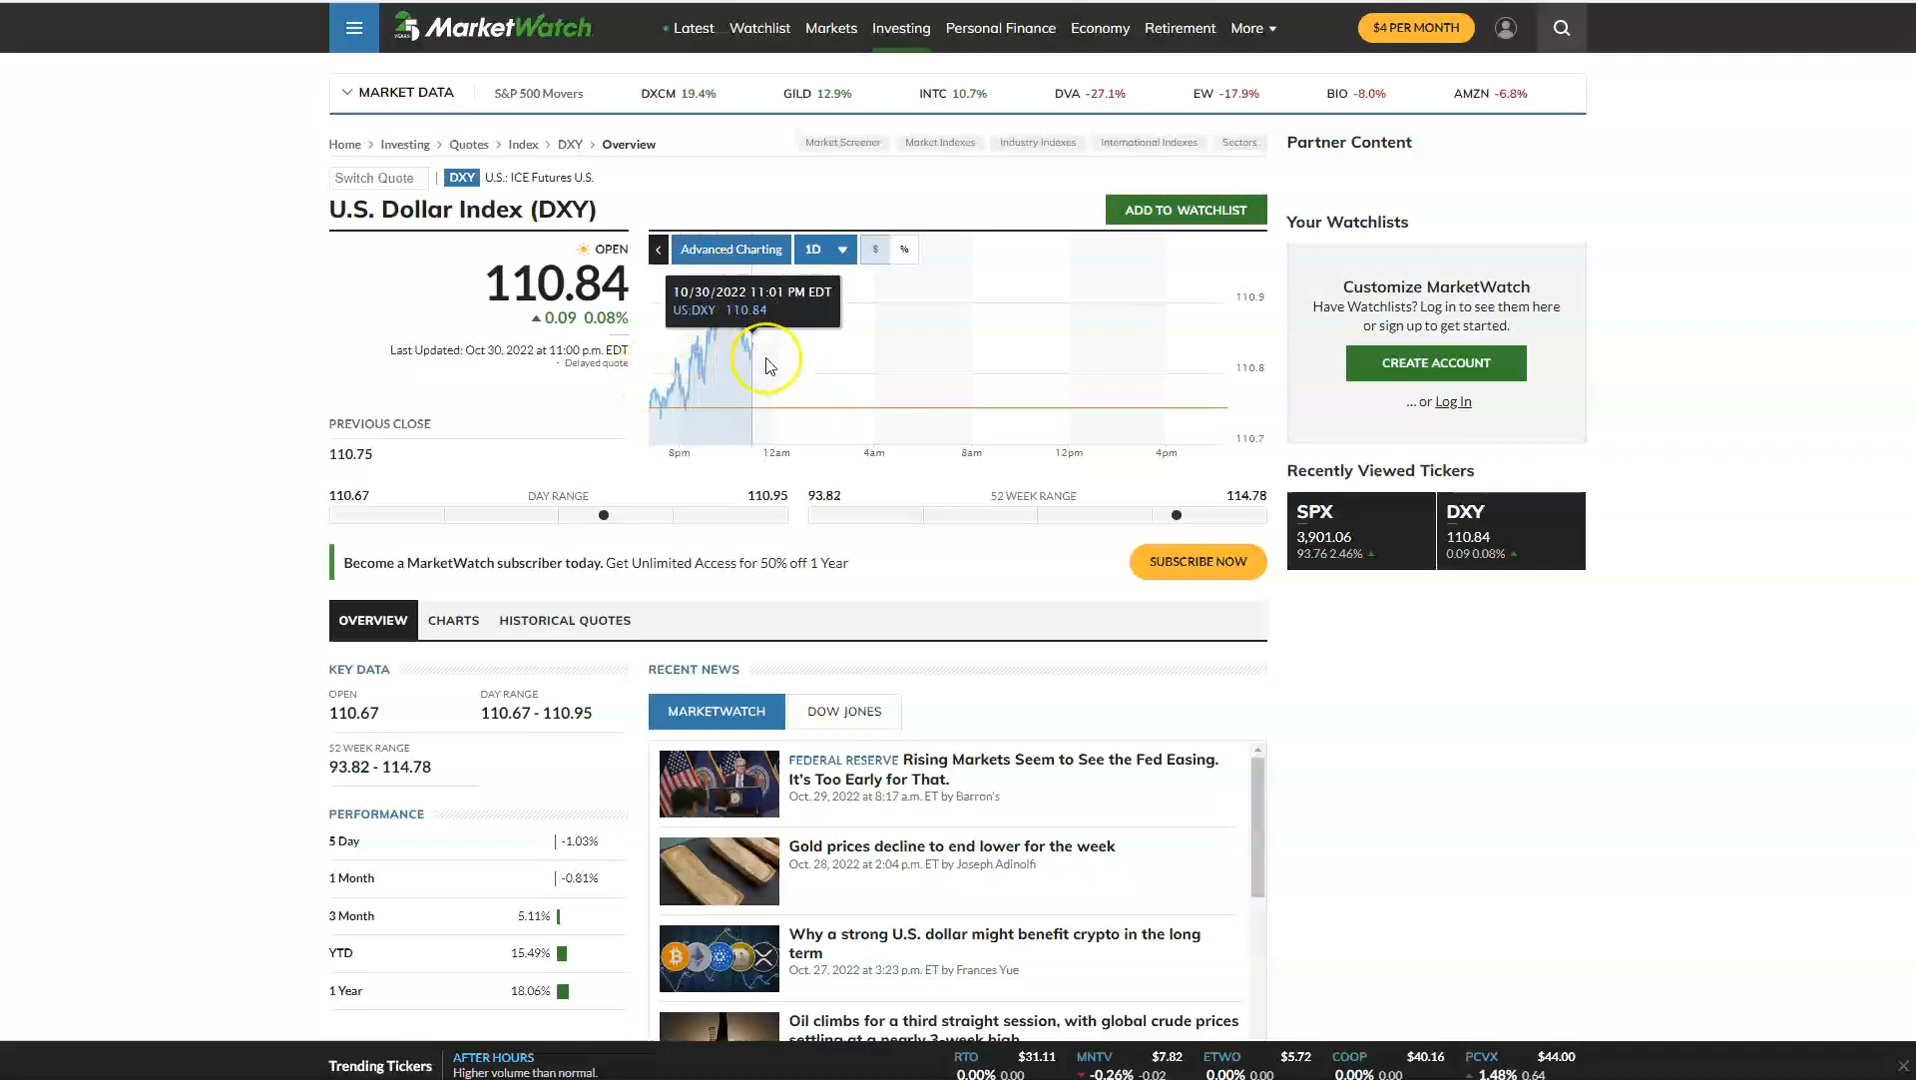 25 YEARS MarketWatch
Latest Watchlist Markets Investing Personal Finance Economy Retirement More
$4 PER MONTH
MARKET DATA S&P 500 Movers DXCM 19.4% GILD 12.9% INTC 10.7% DVA -27.1% EW -17.9% BIO -8.0% AMZN -6.8%
Home > Investing > Quotes > Index > DXY > Overview
Market Screener Market Indexes Industry Indexes International Indexes Sectors
Switch Quote | DXY U.S.: ICE Futures U.S.
U.S. Dollar Index (DXY)
ADD TO WATCHLIST
OPEN
110.84
0.09 0.08%
Last Updated: Oct 30, 2022 at 11:00 p.m. EDT
- Delayed quote
PREVIOUS CLOSE
110.75
< Advanced Charting 1D $ %
10/30/2022 11:01 PM EDT
US:DXY 110.84
110.9
110.8
110.7
8pm 12am 4am 8am 12pm 4pm
110.67 DAY RANGE 110.95
93.82 52 WEEK RANGE 114.78
Become a MarketWatch subscriber today. Get Unlimited Access for 50% off 1 Year
SUBSCRIBE NOW
OVERVIEW CHARTS HISTORICAL QUOTES
KEY DATA
OPEN DAY RANGE
110.67 110.67 - 110.95
52 WEEK RANGE
93.82 - 114.78
PERFORMANCE
5 Day -1.03%
1 Month -0.81%
3 Month 5.11%
YTD 15.49%
1 Year 18.06%
RECENT NEWS
MARKETWATCH DOW JONES
FEDERAL RESERVE Rising Markets Seem to See the Fed Easing.
It's Too Early for That.
Oct. 29, 2022 at 8:17 a.m. ET by Barron's
Gold prices decline to end lower for the week
Oct. 28, 2022 at 2:04 p.m. ET by Joseph Adinolfi
Why a strong U.S. dollar might benefit crypto in the long
term
Oct. 27, 2022 at 3:23 p.m. ET by Frances Yue
Oil climbs for a third straight session, with global crude prices
settling at a nearly 3-week high
Partner Content
Your Watchlists
Customize MarketWatch
Have Watchlists? Log in to see them here
or sign up to get started.
CREATE ACCOUNT
... or Log In
Recently Viewed Tickers
SPX
3,901.06
93.76 2.46%
DXY
110.84
0.09 0.08%
Trending Tickers
AFTER HOURS
Higher volume than normal.
RTO $31.11
0.00% 0.00
MNTV $7.82
-0.26% -0.02
ETWO $5.72
0.00% 0.00
COOP $40.16
0.00% 0.00
PCVX $44.00
1.48% 0.64